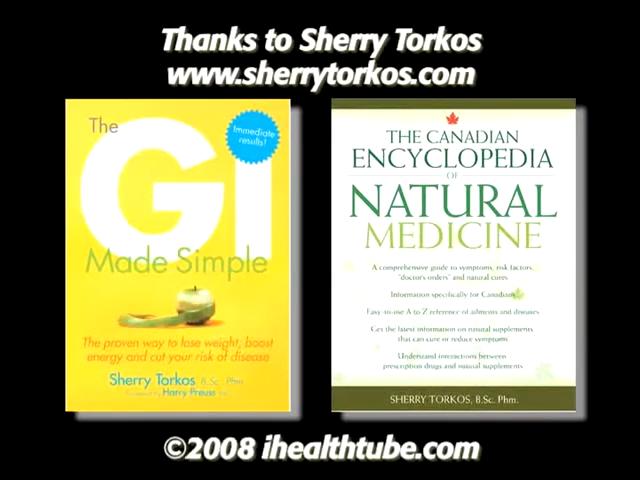 Thanks to Sherry Torkos
www.sherrytorkos.com
The
GI
Immediate
results!
Made Simple
The proven way to lose weight, boost
energy and cut your risk of disease
Sherry Torkos B.Sc. Phm.
Foreword by Harry Preuss
THE CANADIAN
ENCYCLOPEDIA
OF
NATURAL
MEDICINE
A comprehensive guide to symptoms, risk factors,
"doctor's orders" and natural cures
Information specifically for Canadians
Easy-to-use A to Z reference of ailments and diseases
Get the latest information on natural supplements
that can cure or reduce symptoms
Understand interactions between
prescription drugs and natural supplements
SHERRY TORKOS, B.Sc. Phm.
©2008 ihealthtube.com